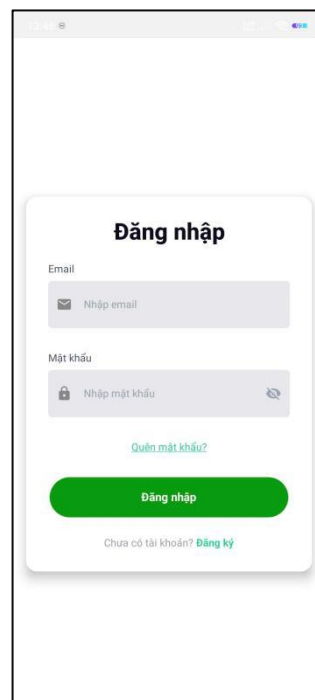 Đăng nhập
Email
Nhập email
Mật khẩu
Nhập mật khẩu
Quên mật khẩu?
Đăng nhập
Chưa có tài khoản? Đăng ký